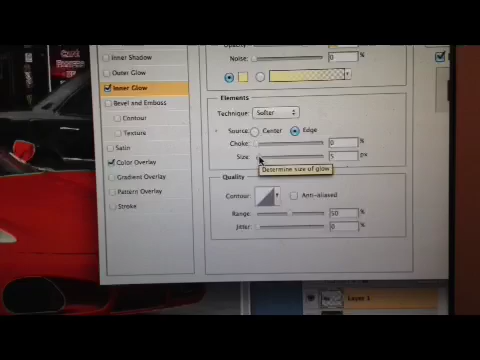 Inner Shadow
Outer Glow
Inner Glow
Bevel and Emboss
Contour
Texture
Satin
Color Overlay
Gradient Overlay
Pattern Overlay
Stroke
Opacity:
Noise: 0 %
Elements
Technique: Softer
Source: Center Edge
Choke: 0 %
Size: 5 px
Determine size of glow
Quality
Contour: Anti-aliased
Range: 50 %
Jitter: 0 %
Layer 1